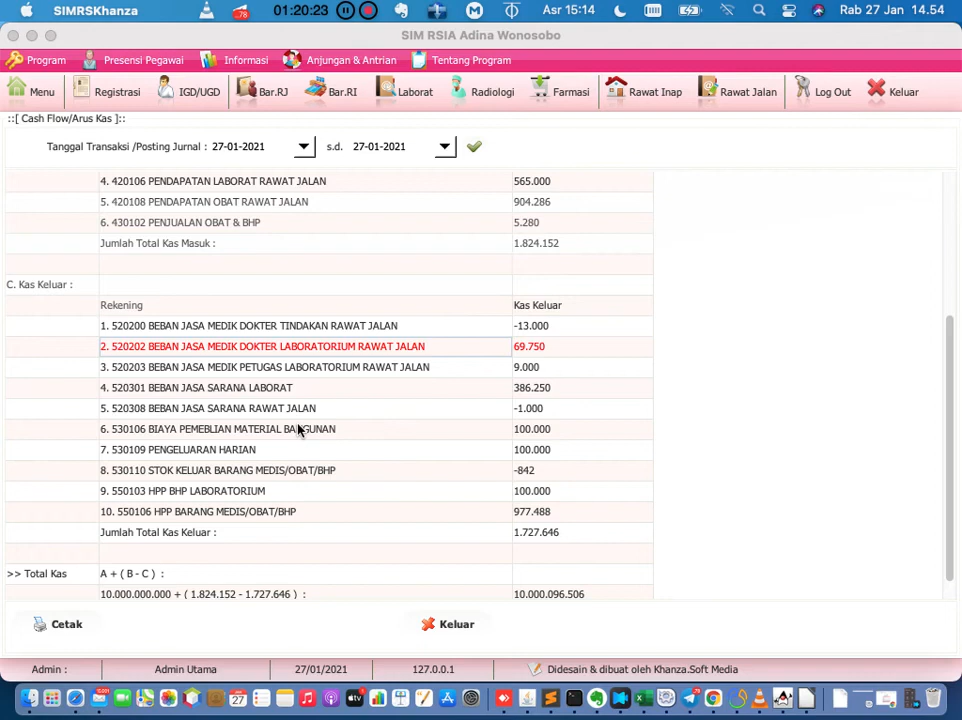 SIMRSKhanza 78 01:20:23 Asr 15:14 Rab 27 Jan 14.54
SIM RSIA Adina Wonosobo
Program Presensi Pegawai Informasi Anjungan & Antrian Tentang Program
Menu Registrasi IGD/UGD Bar.RJ Bar.RI Laborat Radiologi Farmasi Rawat Inap Rawat Jalan Log Out Keluar
::[ Cash Flow/Arus Kas ]::
Tanggal Transaksi /Posting Jurnal : 27-01-2021 s.d. 27-01-2021
4. 420106 PENDAPATAN LABORAT RAWAT JALAN 565.000
5. 420108 PENDAPATAN OBAT RAWAT JALAN 904.286
6. 430102 PENJUALAN OBAT & BHP 5.280
Jumlah Total Kas Masuk : 1.824.152
C. Kas Keluar :
Rekening Kas Keluar
1. 520200 BEBAN JASA MEDIK DOKTER TINDAKAN RAWAT JALAN -13.000
2. 520202 BEBAN JASA MEDIK DOKTER LABORATORIUM RAWAT JALAN 69.750
3. 520203 BEBAN JASA MEDIK PETUGAS LABORATORIUM RAWAT JALAN 9.000
4. 520301 BEBAN JASA SARANA LABORAT 386.250
5. 520308 BEBAN JASA SARANA RAWAT JALAN -1.000
6. 530106 BIAYA PEMEBLIAN MATERIAL BANGUNAN 100.000
7. 530109 PENGELUARAN HARIAN 100.000
8. 530110 STOK KELUAR BARANG MEDIS/OBAT/BHP -842
9. 550103 HPP BHP LABORATORIUM 100.000
10. 550106 HPP BARANG MEDIS/OBAT/BHP 977.488
Jumlah Total Kas Keluar : 1.727.646
>> Total Kas A + ( B - C ) :
10.000.000.000 + ( 1.824.152 - 1.727.646 ) : 10.000.096.506
Cetak Keluar
Admin : Admin Utama 27/01/2021 127.0.0.1 Didesain & dibuat oleh Khanza.Soft Media
27